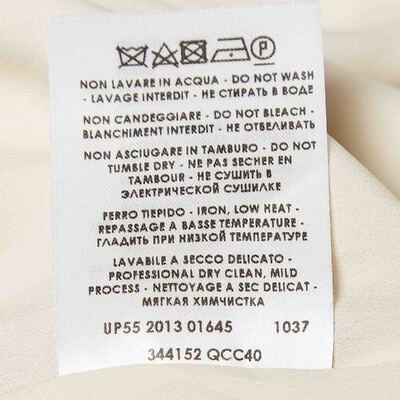 P
NON LAVARE IN ACQUA - DO NOT WASH
- LAVAGE INTERDIT - НЕ СТИРАТЬ В ВОДЕ
NON CANDEGGIARE - DO NOT BLEACH -
BLANCHIMENT INTERDIT - НЕ ОТБЕЛИВАТЬ
NON ASCIUGARE IN TAMBURO - DO NOT
TUMBLE DRY - NE PAS SECHER EN
TAMBOUR - НЕ СУШИТЬ В
ЭЛЕКТРИЧЕСКОЙ СУШИЛКЕ
FERRO TIEPIDO - IRON, LOW HEAT -
REPASSAGE A BASSE TEMPERATURE -
ГЛАДИТЬ ПРИ НИЗКОЙ ТЕМПЕРАТУРЕ
LAVABILE A SECCO DELICATO -
PROFESSIONAL DRY CLEAN, MILD
PROCESS - NETTOYAGE A SEC DELICAT -
МЯГКАЯ ХИМЧИСТКА
UP55 2013 01645 1037
344152 QCC40